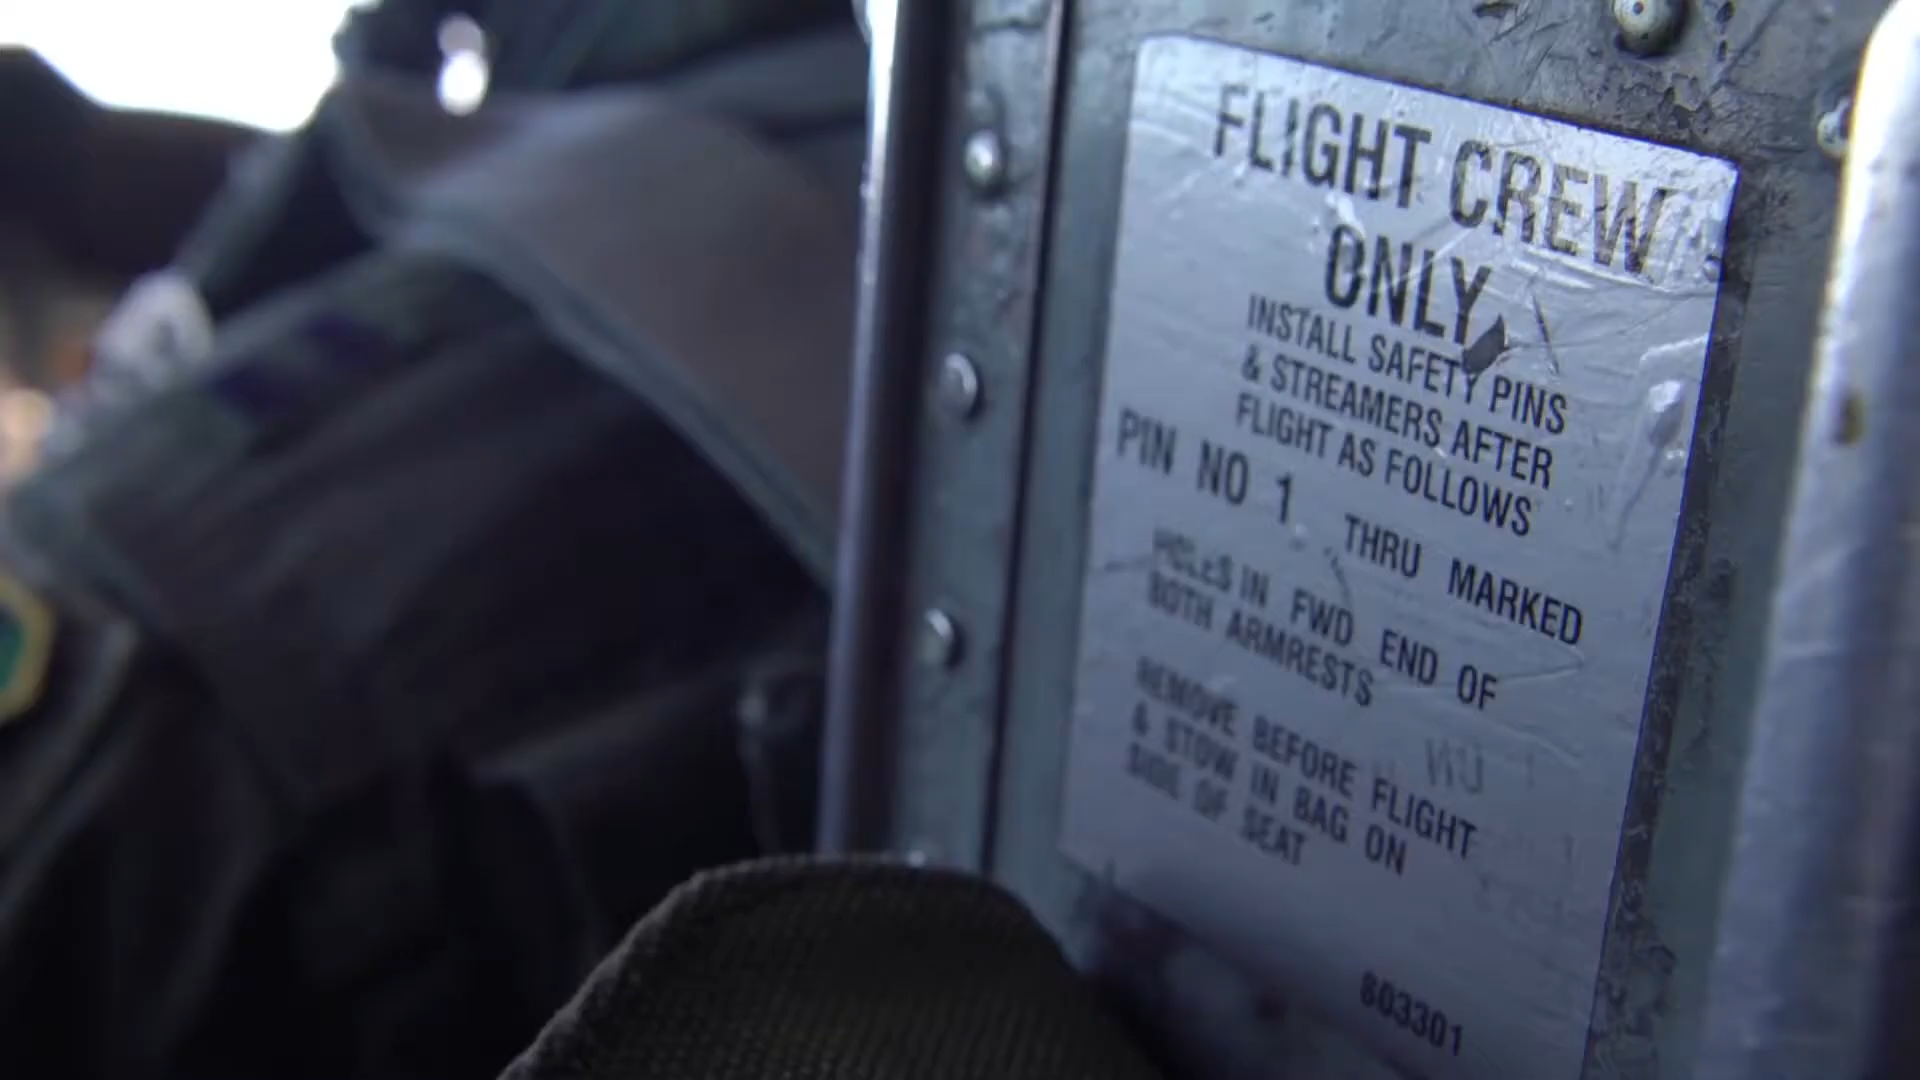 FLIGHT CREW
ONLY
INSTALL SAFETY PINS
& STREAMERS AFTER
FLIGHT AS FOLLOWS
PIN NO 1 THRU MARKED
HOLES IN FWD END OF
BOTH ARMRESTS
REMOVE BEFORE FLIGHT
& STOW IN BAG ON
SIDE OF SEAT
803301